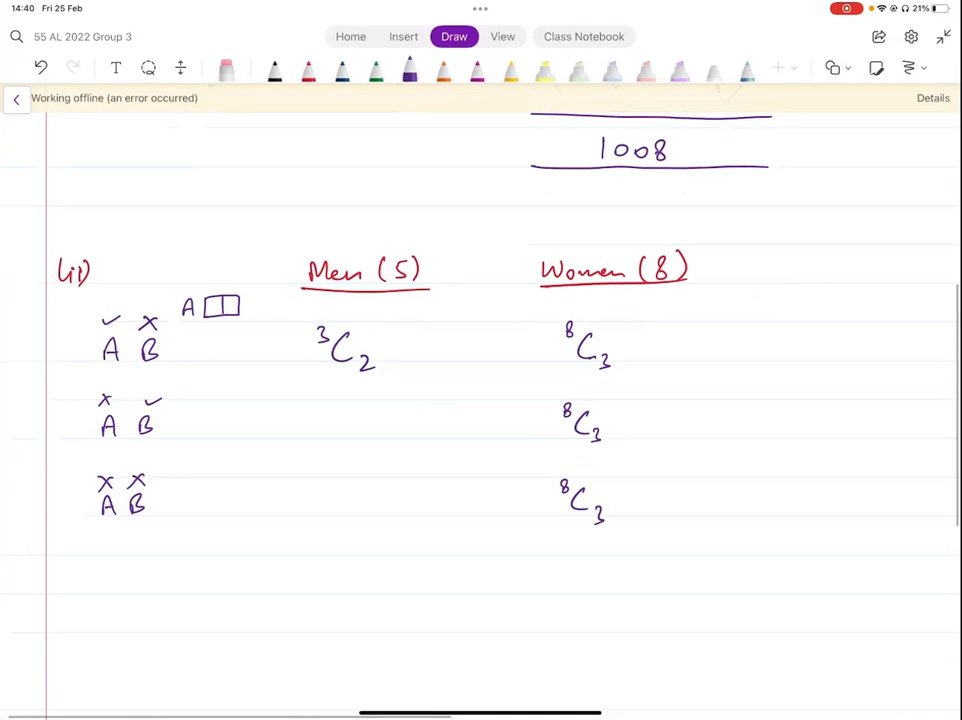 14:40 Fri 25 Feb 21%
55 AL 2022 Group 3 Home Insert Draw View Class Notebook
T
Working offline (an error occurred) Details
1008
(ii) Men (5) Women (8)
A
✓ ×
A B ³C₂ ⁸C₃
× ✓
A B ⁸C₃
× ×
A B ⁸C₃